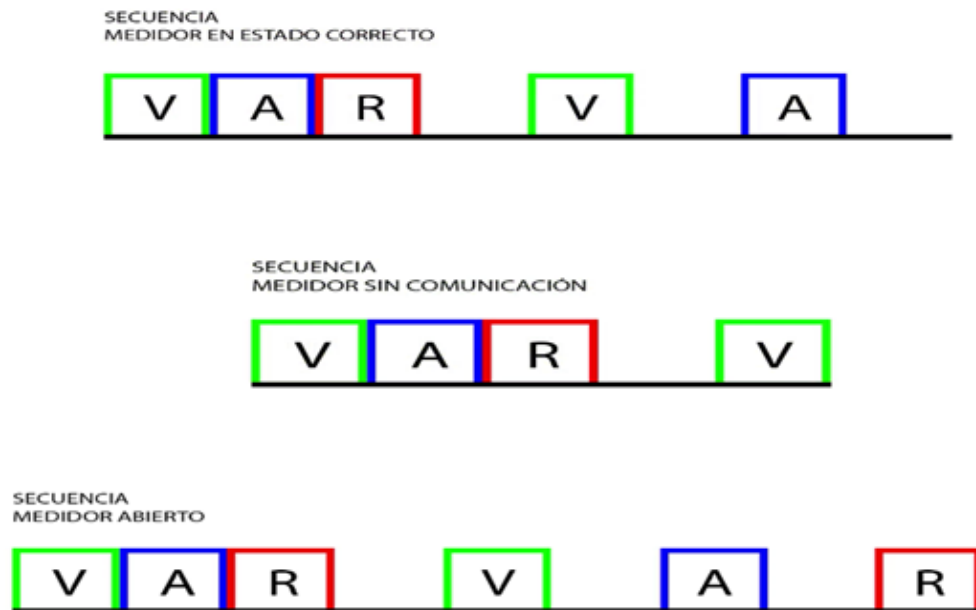 SECUENCIA
MEDIDOR EN ESTADO CORRECTO
V A R V A
SECUENCIA
MEDIDOR SIN COMUNICACIÓN
V A R V
SECUENCIA
MEDIDOR ABIERTO
V A R V A R